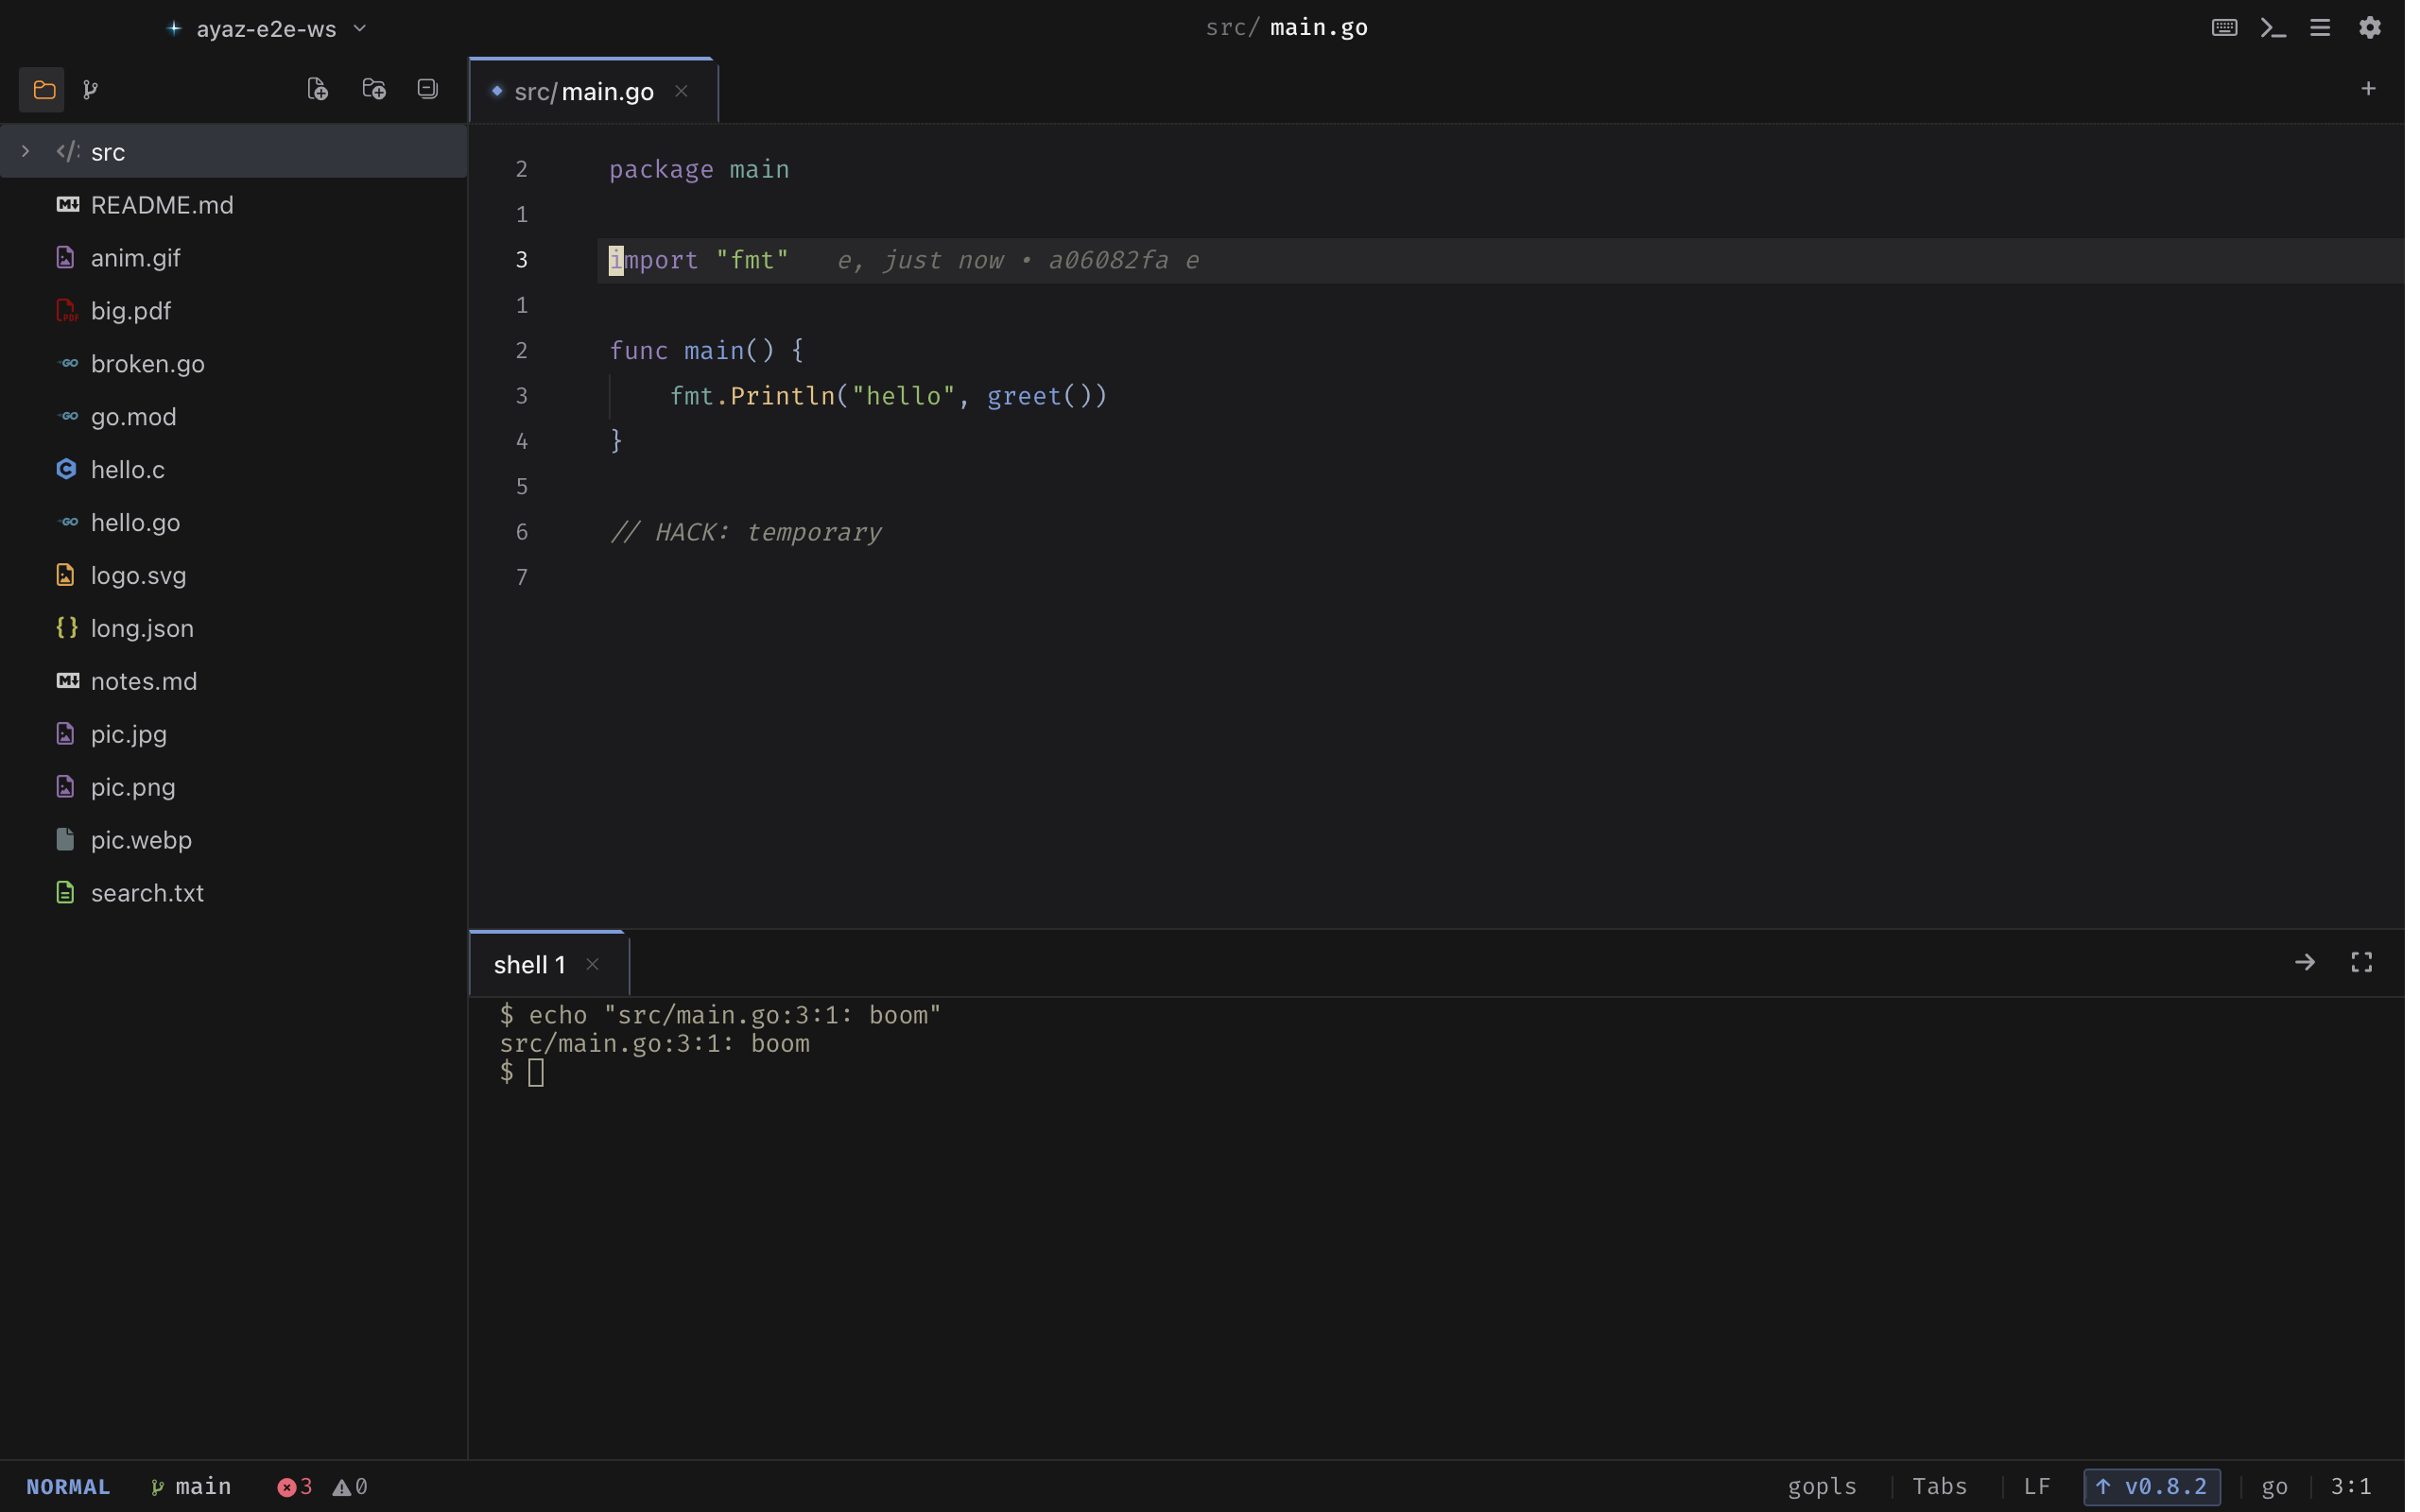 ayaz-e2e-ws
src/ main.go
src/main.go
src
README.md
anim.gif
big.pdf
broken.go
go.mod
hello.c
hello.go
logo.svg
long.json
notes.md
pic.jpg
pic.png
pic.webp
search.txt
2 package main
1
3 import "fmt" e, just now • a06082fa e
1
2 func main() {
3 fmt.Println("hello", greet())
4 }
5
6 // HACK: temporary
7
shell 1
$ echo "src/main.go:3:1: boom"
src/main.go:3:1: boom
$
NORMAL main 3 0 gopls Tabs LF ↑ v0.8.2 go 3:1